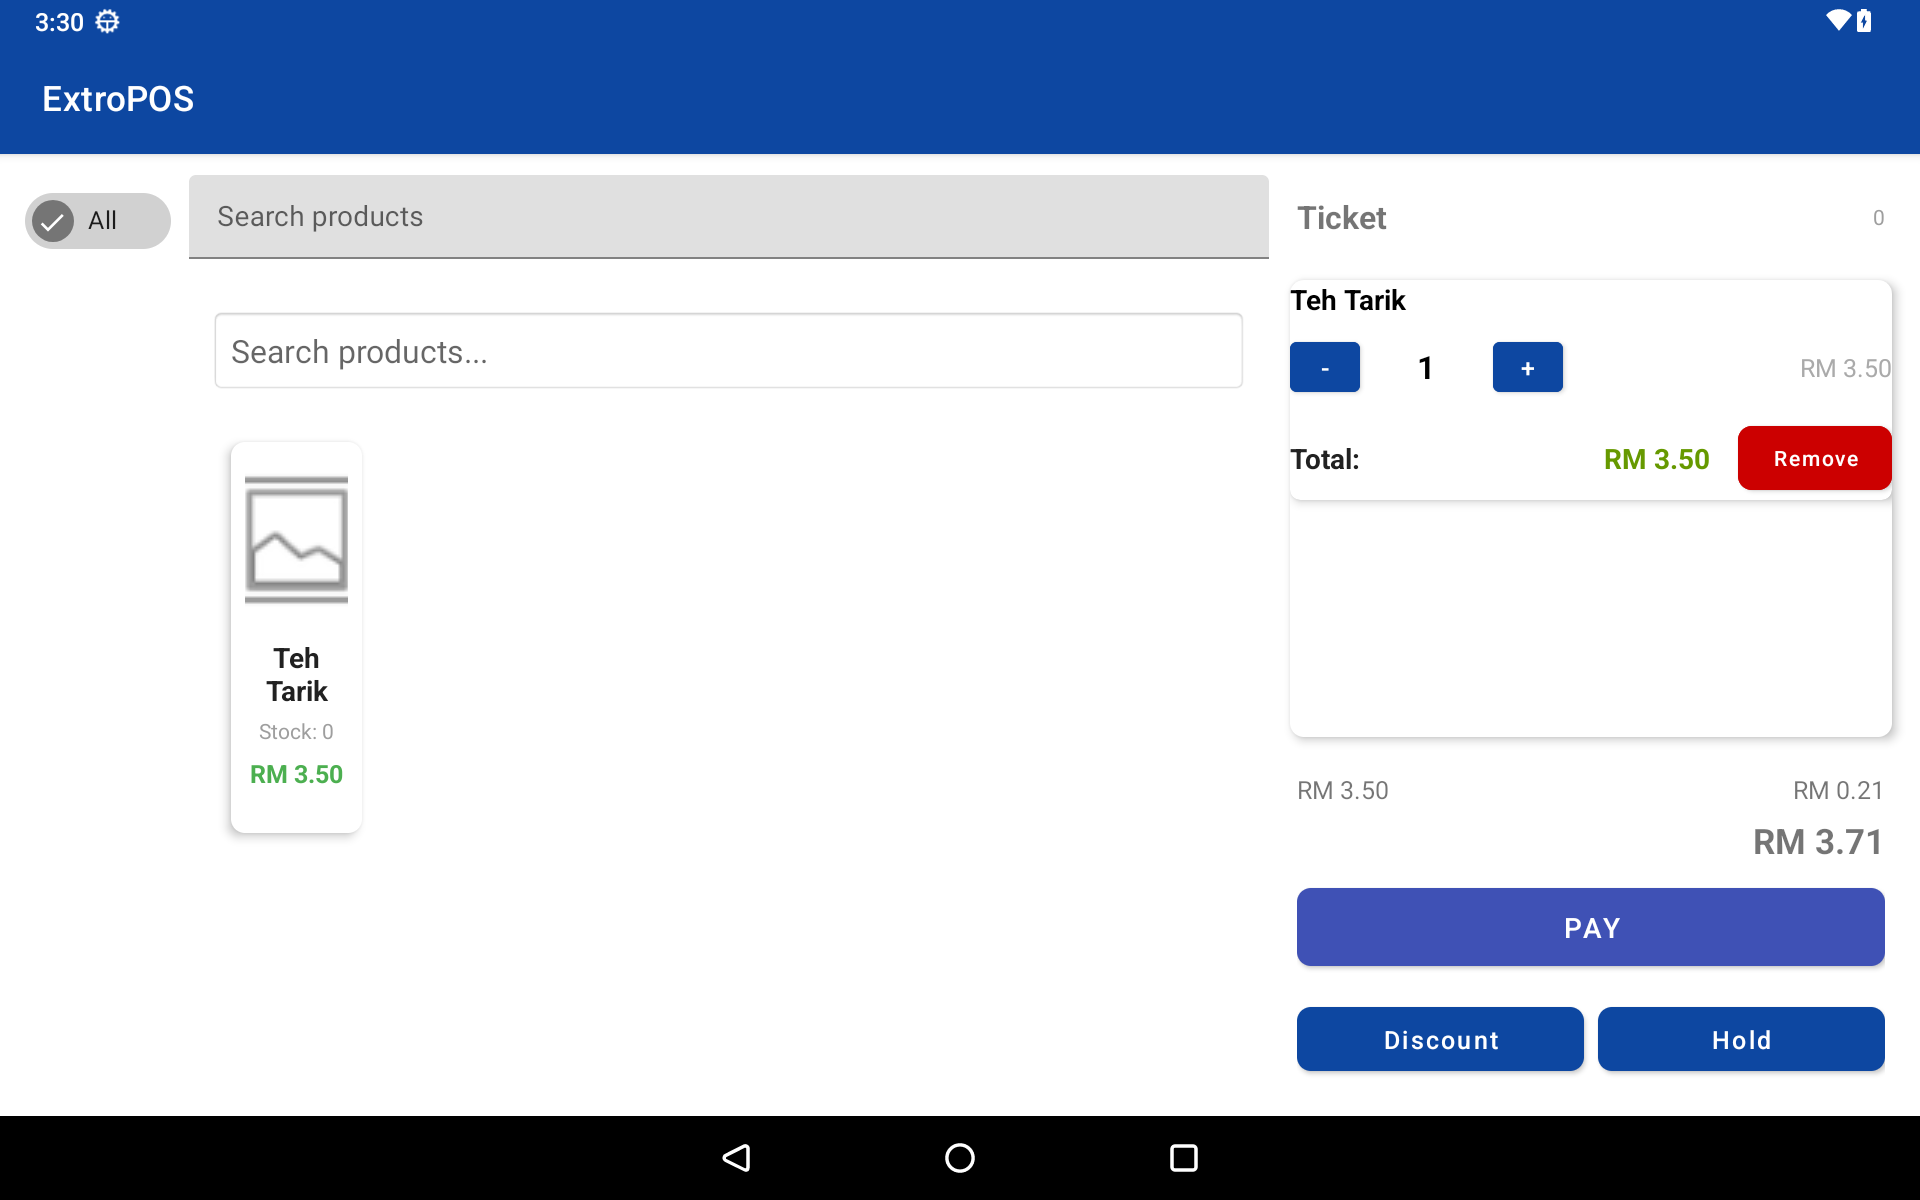 3:30
ExtroPOS
All
Search products
Search products...
Teh
Tarik
Stock: 0
RM 3.50
Ticket
0
Teh Tarik
- 1 + RM 3.50
Total: RM 3.50 Remove
RM 3.50 RM 0.21
RM 3.71
PAY
Discount Hold